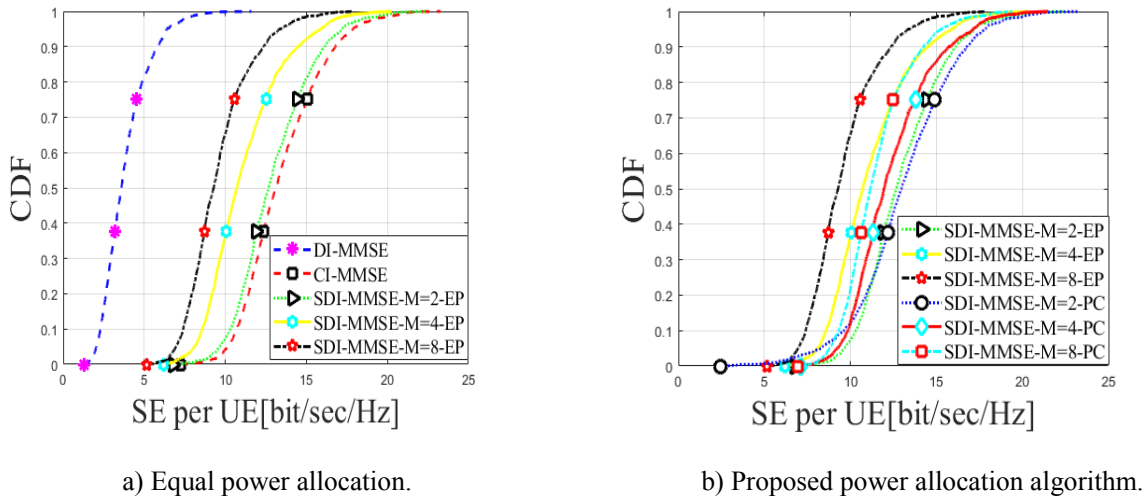 1
0.9
0.8
0.7
0.6
0.5
0.4
0.3
0.2
0.1
0
CDF
0 5 10 15 20 25
SE per UE[bit/sec/Hz]
DI-MMSE
CI-MMSE
SDI-MMSE-M=2-EP
SDI-MMSE-M=4-EP
SDI-MMSE-M=8-EP
a) Equal power allocation.
1
0.9
0.8
0.7
0.6
0.5
0.4
0.3
0.2
0.1
0
CDF
0 5 10 15 20 25
SE per UE[bit/sec/Hz]
SDI-MMSE-M=2-EP
SDI-MMSE-M=4-EP
SDI-MMSE-M=8-EP
SDI-MMSE-M=2-PC
SDI-MMSE-M=4-PC
SDI-MMSE-M=8-PC
b) Proposed power allocation algorithm.